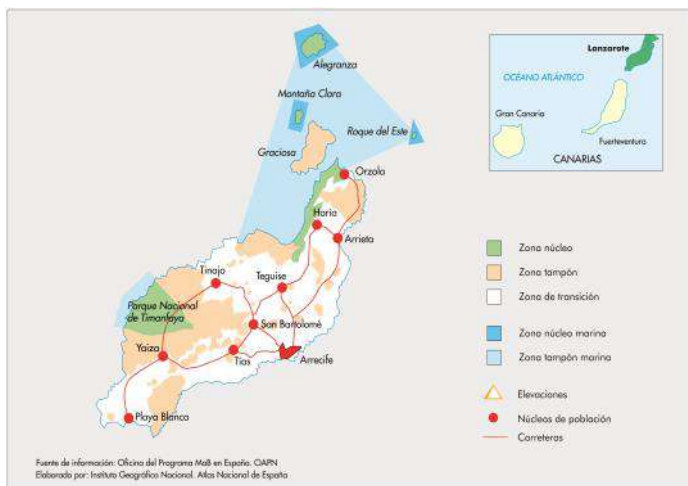 Alegranza
Montaña Clara
Roque del Este
Graciosa
Orzola
Haría
Arrieta
Tinajo
Teguise
Parque Nacional
de Timanfaya
San Bartolomé
Yaiza
Tías
Arrecife
Playa Blanca
Lanzarote
OCÉANO ATLÁNTICO
Gran Canaria
Fuerteventura
CANARIAS
Zona núcleo
Zona tampón
Zona de transición
Zona núcleo marina
Zona tampón marina
Elevaciones
Núcleos de población
Carreteras
Fuente de información: Oficina del Programa MaB en España. OAPN
Elaborado por: Instituto Geográfico Nacional. Atlas Nacional de España